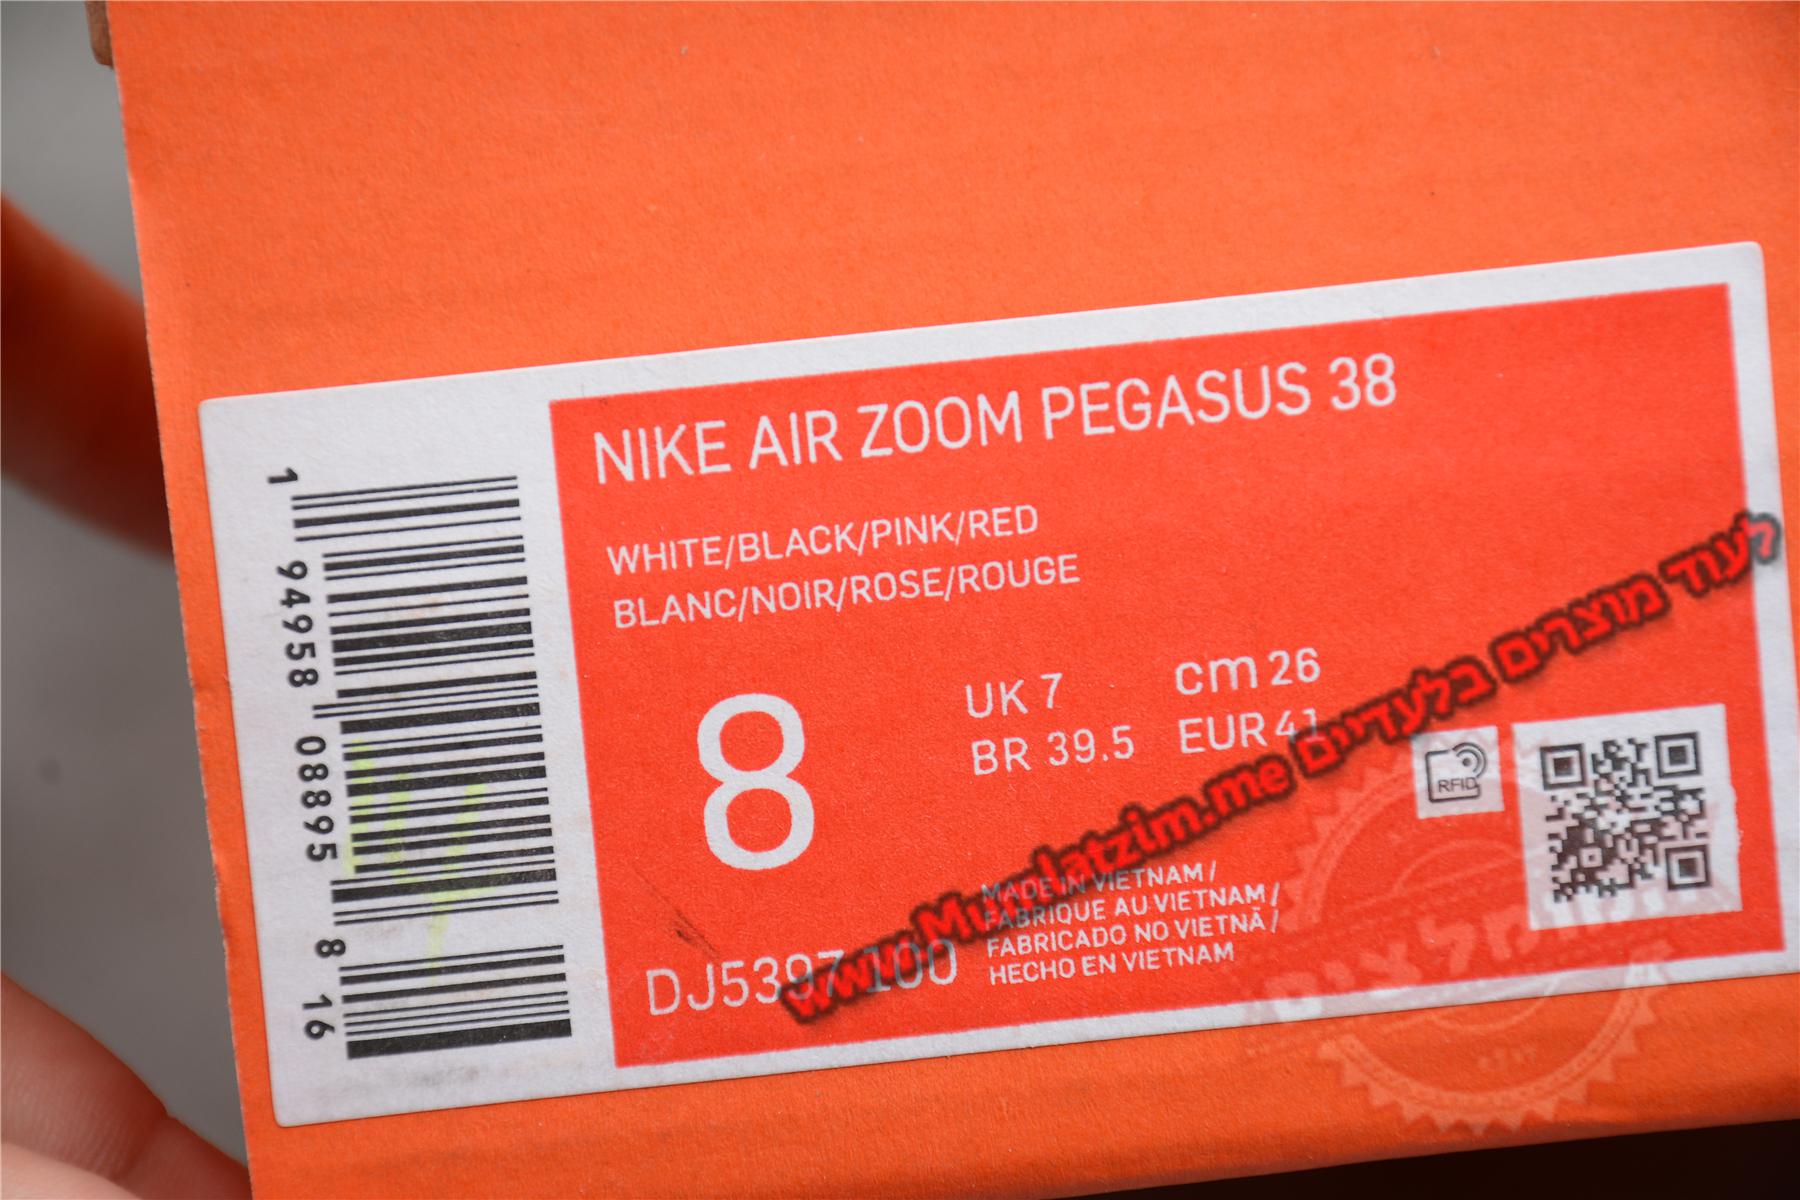 NIKE AIR ZOOM PEGASUS 38
WHITE/BLACK/PINK/RED
BLANC/NOIR/ROSE/ROUGE
8
UK 7
cm 26
BR 39.5
EUR 41
RFID
MADE IN VIETNAM /
FABRIQUE AU VIETNAM /
FABRICADO NO VIETNÃ /
HECHO EN VIETNAM
DJ5397 100
1 94958 08895 8 16
לעוד מוצרים בלעדיים www.Mumlatzim.me
מומלצים